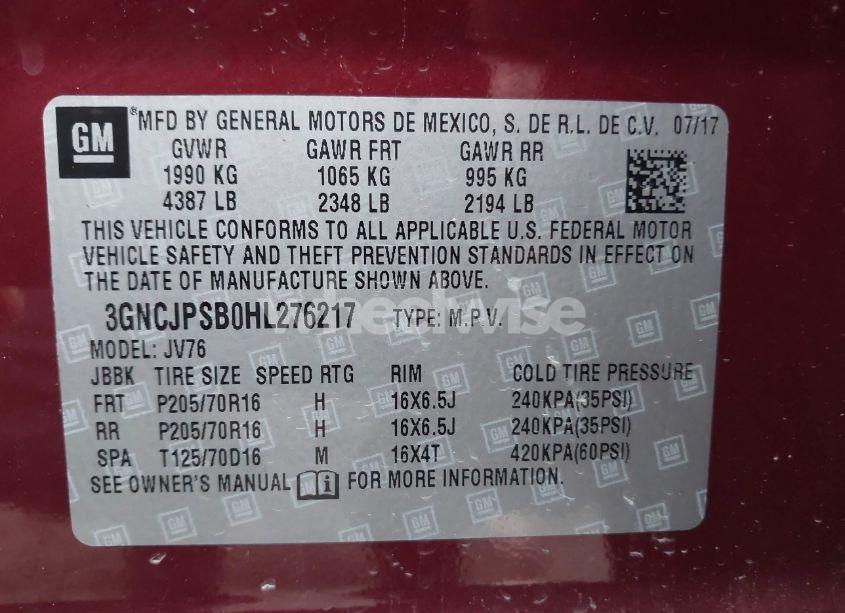 GM ® MFD BY GENERAL MOTORS DE MEXICO, S. DE R.L. DE C.V. 07/17
GVWR GAWR FRT GAWR RR
1990 KG 1065 KG 995 KG
4387 LB 2348 LB 2194 LB
THIS VEHICLE CONFORMS TO ALL APPLICABLE U.S. FEDERAL MOTOR
VEHICLE SAFETY AND THEFT PREVENTION STANDARDS IN EFFECT ON
THE DATE OF MANUFACTURE SHOWN ABOVE.
3GNCJPSB0HL276217 TYPE: M.P.V.
MODEL: JV76
JBBK TIRE SIZE SPEED RTG RIM COLD TIRE PRESSURE
FRT P205/70R16 H 16X6.5J 240KPA(35PSI)
RR P205/70R16 H 16X6.5J 240KPA(35PSI)
SPA T125/70D16 M 16X4T 420KPA(60PSI)
SEE OWNER'S MANUAL i FOR MORE INFORMATION.